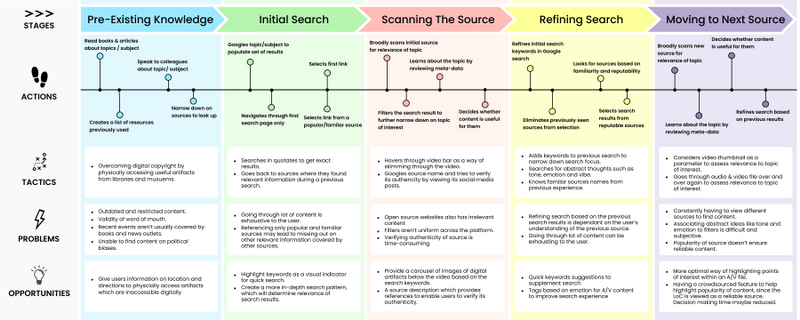 >>>
STAGES
Pre-Existing Knowledge
Initial Search
Scanning The Source
Refining Search
Moving to Next Source
ACTIONS
Read books & articles
about topics / subject
Speak to colleagues
about topic/ subject
Creates a list of resources
previously used
Narrow down on
sources to look up
Googles topic/subject to
populate set of results
Selects first link
Navigates through first
search page only
Selects link from a
popular/familiar source
Broadly scans initial source
for relevance of topic
Learns about the topic by
reviewing meta-data
Filters the search result to
further narrow down on topic
of interest
Decides whether
content is useful
for them
Refines initial search
keywords in Google
search
Looks for sources based on
familiarity and reputability
Eliminates previously seen
sources from selection
Selects search
results from
reputable sources
Broadly scans new
source for
relevance of topic
Decides whether content
is useful for them
Learns about the topic by
reviewing meta-data
Refines search based
on previous results
TACTICS
Overcoming digital copyright by
physically accessing useful artifacts
from libraries and musuems.
Searches in quotates to get exact
results.
Goes back to sources where they found
relevant information during a previous
search.
Hovers through video bar as a way of
skimming through the video.
Googles source name and tries to verify
its authencity by viewing its social media
posts.
Adds keywords to previous search to
narrow down search focus.
Searches for abstract thoughts such as
tone, emotion and vibe.
Knows familiar sources names from
previous experience.
Considers video thumbnail as a
parameter to assess relevance to topic
of interest.
Goes through audio & video file over and
over again to assess relevance to topic
of interest.
PROBLEMS
Outdated and restricted content.
Validity of word of mouth.
Recent events aren't usually covered by
books and news outlets.
Unable to find content on political
biases.
Going through lot of content is
exhaustive to the user.
Referencing only popular and familiar
sources may lead to missing out on
other relevant information covered by
other sources.
Open source websites also has irrelevant
content
Filters aren't uniform across the platform
Verifying authenticity of source is
time-consuming
Refining search based on the previous
search results is dependant on the user's
understanding of the previous source.
Going through lot of content can be
exhausting to the user.
Constantly having to view different
sources to find content.
Associating abstract ideas like tone and
emotion to filters is difficult and
subjective.
Popularity of source doesn't ensure
reliable content.
OPPORTUNITIES
Give users information on location and
directions to physically access artifacts
which are inaccessible digitally
Highlight keywords as a visual indicator
for quick search.
Create a more in-depth search pattern,
which will determine relevance of
search results.
Provide a carousel of images of digital
artifacts below the video based on the
search keywords.
A source description which provides
references to enable users to verify its
authenticity.
Quick keywords suggestions to
supplement search
Tags based on emotion for A/V content
to improve search experience
More optimal way of highlighting points
of interest within an A/V file.
Having a crowdsourced feature to help
highlight popularity of content, since the
LoC is viewed as a reliable source.
Decision making time maybe reduced.